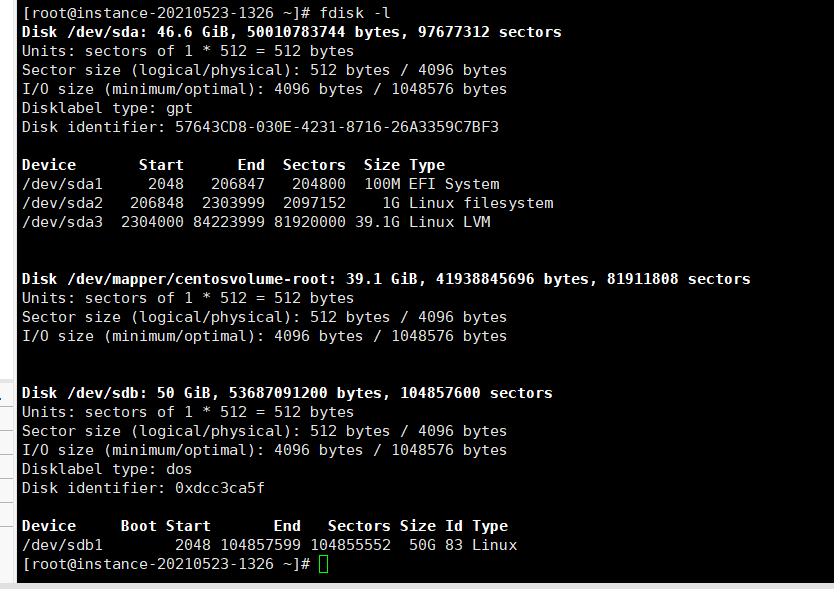 [root@instance-20210523-1326 ~]# fdisk -l
Disk /dev/sda: 46.6 GiB, 50010783744 bytes, 97677312 sectors
Units: sectors of 1 * 512 = 512 bytes
Sector size (logical/physical): 512 bytes / 4096 bytes
I/O size (minimum/optimal): 4096 bytes / 1048576 bytes
Disklabel type: gpt
Disk identifier: 57643CD8-030E-4231-8716-26A3359C7BF3
Device       Start      End  Sectors  Size Type
/dev/sda1     2048   206847   204800  100M EFI System
/dev/sda2   206848  2303999  2097152    1G Linux filesystem
/dev/sda3  2304000 84223999 81920000 39.1G Linux LVM
Disk /dev/mapper/centosvolume-root: 39.1 GiB, 41938845696 bytes, 81911808 sectors
Units: sectors of 1 * 512 = 512 bytes
Sector size (logical/physical): 512 bytes / 4096 bytes
I/O size (minimum/optimal): 4096 bytes / 1048576 bytes
Disk /dev/sdb: 50 GiB, 53687091200 bytes, 104857600 sectors
Units: sectors of 1 * 512 = 512 bytes
Sector size (logical/physical): 512 bytes / 4096 bytes
I/O size (minimum/optimal): 4096 bytes / 1048576 bytes
Disklabel type: dos
Disk identifier: 0xdcc3ca5f
Device     Boot Start       End   Sectors Size Id Type
/dev/sdb1        2048 104857599 104855552  50G 83 Linux
[root@instance-20210523-1326 ~]#